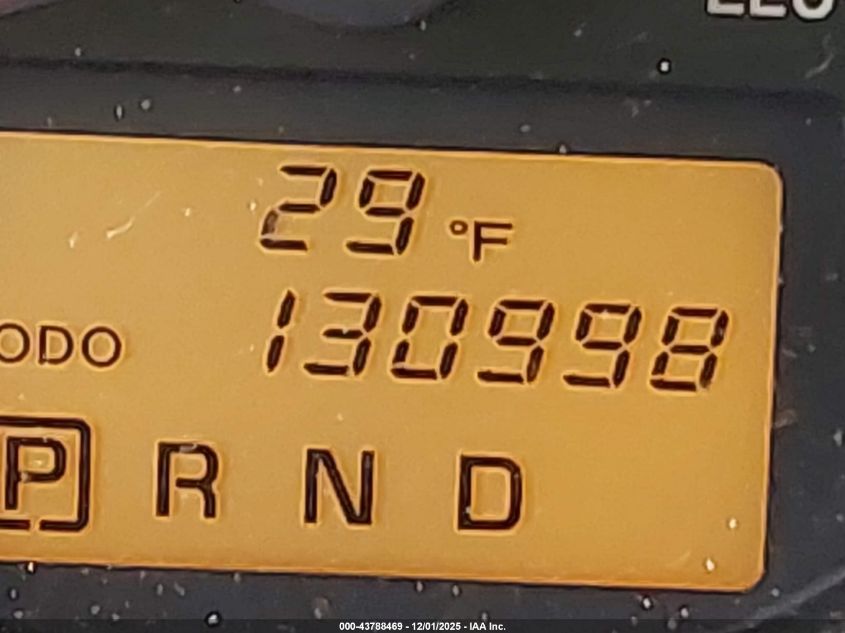 29 °F
ODO 130998
P R N D
000-43788469 - 12/01/2025 - IAA Inc.